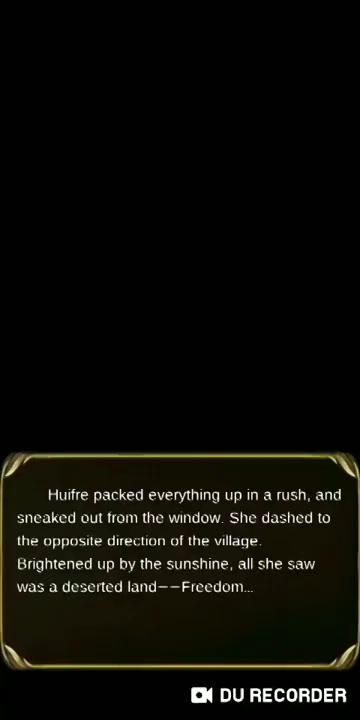 Huifre packed everything up in a rush, and
sneaked out from the window. She dashed to
the opposite direction of the village.
Brightened up by the sunshine, all she saw
was a deserted land——Freedom...
DU RECORDER